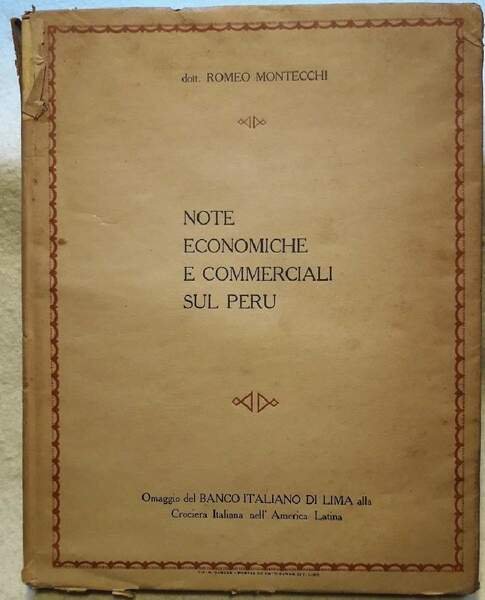 dott. ROMEO MONTECCHI
NOTE
ECONOMICHE
E COMMERCIALI
SUL PERU
Omaggio del BANCO ITALIANO DI LIMA alla
Crociera Italiana nell' America Latina